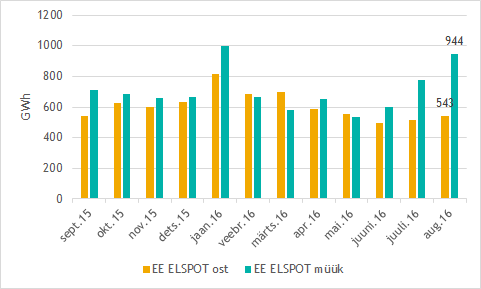 1200
1000
800
600
400
200
0
GWh
944
543
sept.15
okt.15
nov.15
dets.15
jaan.16
veebr.16
märts.16
apr.16
mai.16
juuni.16
juuli.16
aug.16
EE ELSPOT ost
EE ELSPOT müük